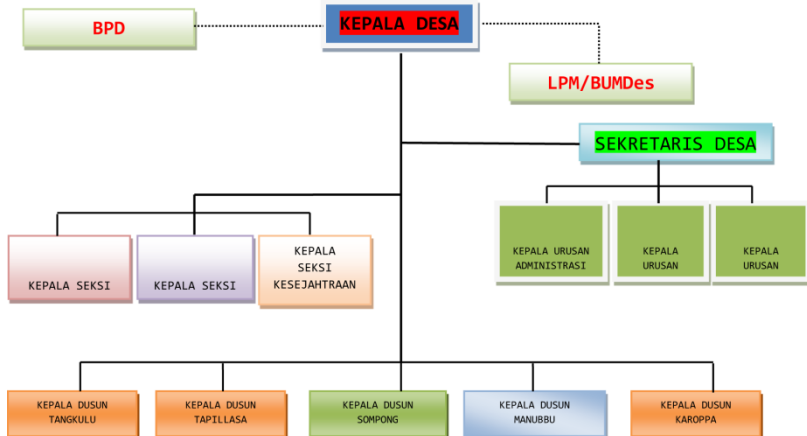 KEPALA DESA
BPD
LPM/BUMDes
SEKRETARIS DESA
KEPALA URUSAN
ADMINISTRASI
KEPALA
URUSAN
KEPALA
URUSAN
KEPALA SEKSI
KEPALA SEKSI
KEPALA
SEKSI
KESEJAHTRAAN
KEPALA DUSUN
TANGKULU
KEPALA DUSUN
TAPILLASA
KEPALA DUSUN
SOMPONG
KEPALA DUSUN
MANUBBU
KEPALA DUSUN
KAROPPA